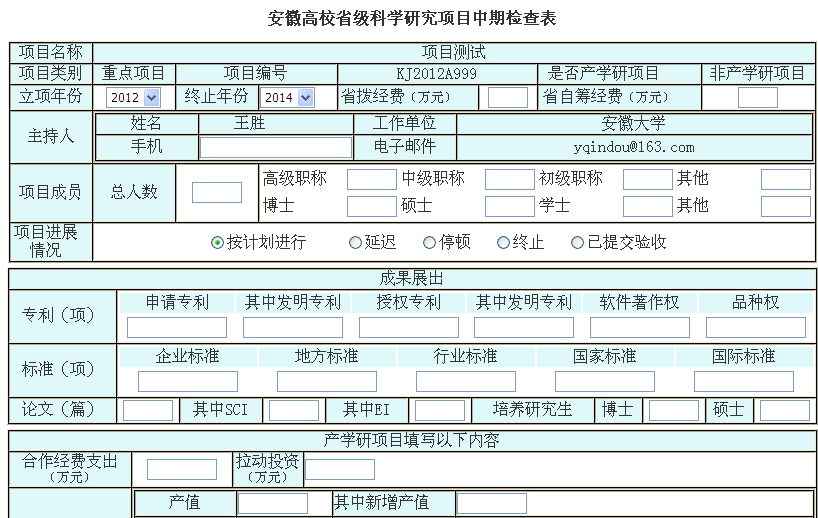 安徽高校省级科学研究项目中期检查表
项目名称 项目测试
项目类别 重点项目 项目编号 KJ2012A999 是否产学研项目 非产学研项目
立项年份 2012 终止年份 2014 省拨经费（万元） 省自筹经费（万元）
主持人 姓名 王胜 工作单位 安徽大学
手机 电子邮件 yqindou@163.com
项目成员 总人数 高级职称 中级职称 初级职称 其他
博士 硕士 学士 其他
项目进展
情况 按计划进行 延迟 停顿 终止 已提交验收
成果展出
专利（项） 申请专利 其中发明专利 授权专利 其中发明专利 软件著作权 品种权
标准（项） 企业标准 地方标准 行业标准 国家标准 国际标准
论文（篇） 其中SCI 其中EI 培养研究生 博士 硕士
产学研项目填写以下内容
合作经费支出
（万元） 拉动投资
（万元）
产值 其中新增产值